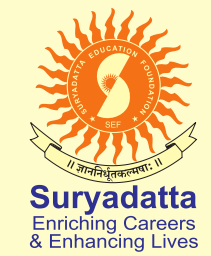 SURYADATTA EDUCATION FOUNDATION
SEF
॥ ज्ञाननिर्धूतकल्मषाः ॥
Suryadatta
Enriching Careers
& Enhancing Lives